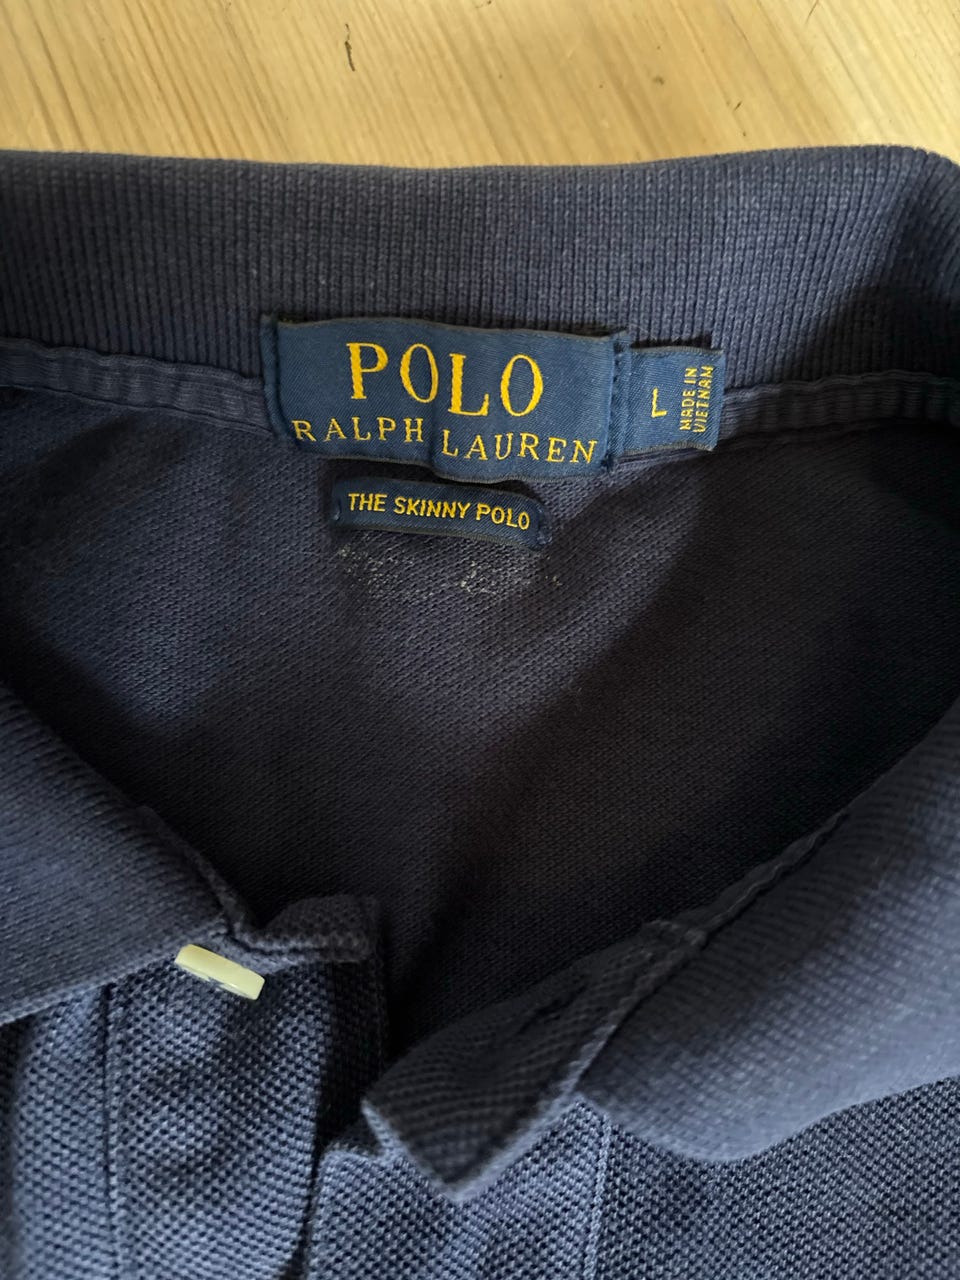 POLO
RALPH LAUREN
L
MADE IN
VIETNAM
THE SKINNY POLO